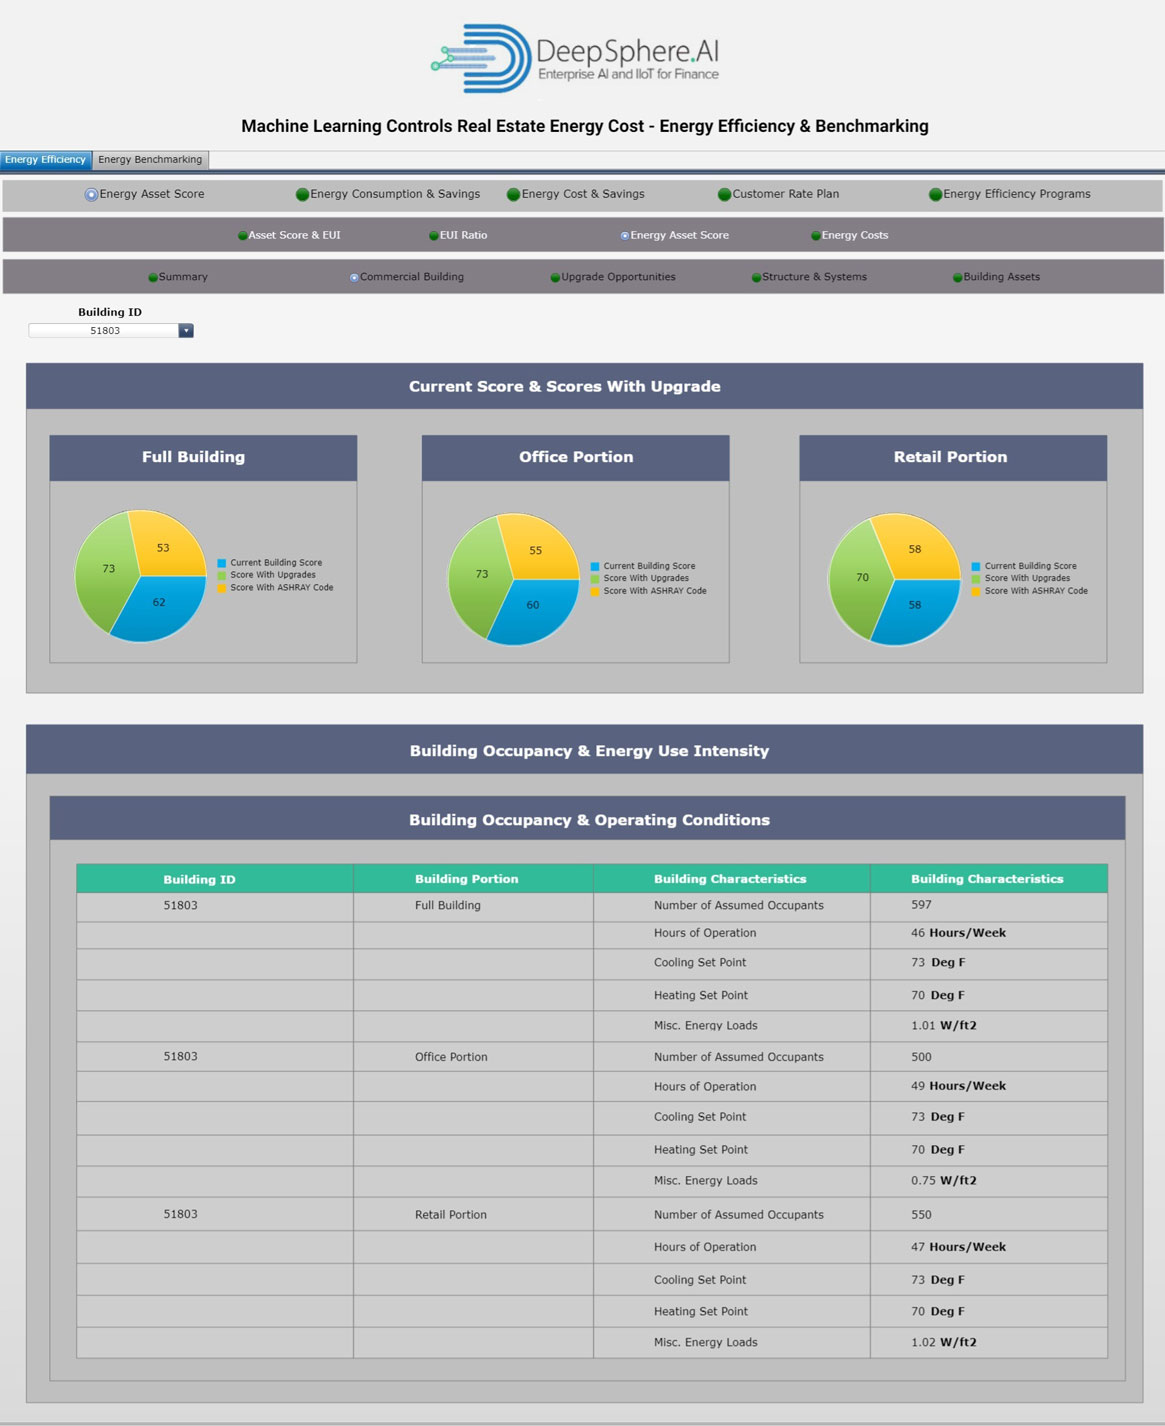 DeepSphere.AI
Enterprise AI and IIoT for Finance
Machine Learning Controls Real Estate Energy Cost - Energy Efficiency & Benchmarking
Energy Efficiency Energy Benchmarking
Energy Asset Score Energy Consumption & Savings Energy Cost & Savings Customer Rate Plan Energy Efficiency Programs
Asset Score & EUI EUI Ratio Energy Asset Score Energy Costs
Summary Commercial Building Upgrade Opportunities Structure & Systems Building Assets
Building ID
51803
Current Score & Scores With Upgrade
Full Building
53
73
62
Current Building Score
Score With Upgrades
Score With ASHRAY Code
Office Portion
55
73
60
Current Building Score
Score With Upgrades
Score With ASHRAY Code
Retail Portion
58
70
58
Current Building Score
Score With Upgrades
Score With ASHRAY Code
Building Occupancy & Energy Use Intensity
Building Occupancy & Operating Conditions
Building ID Building Portion Building Characteristics Building Characteristics
51803 Full Building Number of Assumed Occupants 597
Hours of Operation 46 Hours/Week
Cooling Set Point 73 Deg F
Heating Set Point 70 Deg F
Misc. Energy Loads 1.01 W/ft2
51803 Office Portion Number of Assumed Occupants 500
Hours of Operation 49 Hours/Week
Cooling Set Point 73 Deg F
Heating Set Point 70 Deg F
Misc. Energy Loads 0.75 W/ft2
51803 Retail Portion Number of Assumed Occupants 550
Hours of Operation 47 Hours/Week
Cooling Set Point 73 Deg F
Heating Set Point 70 Deg F
Misc. Energy Loads 1.02 W/ft2